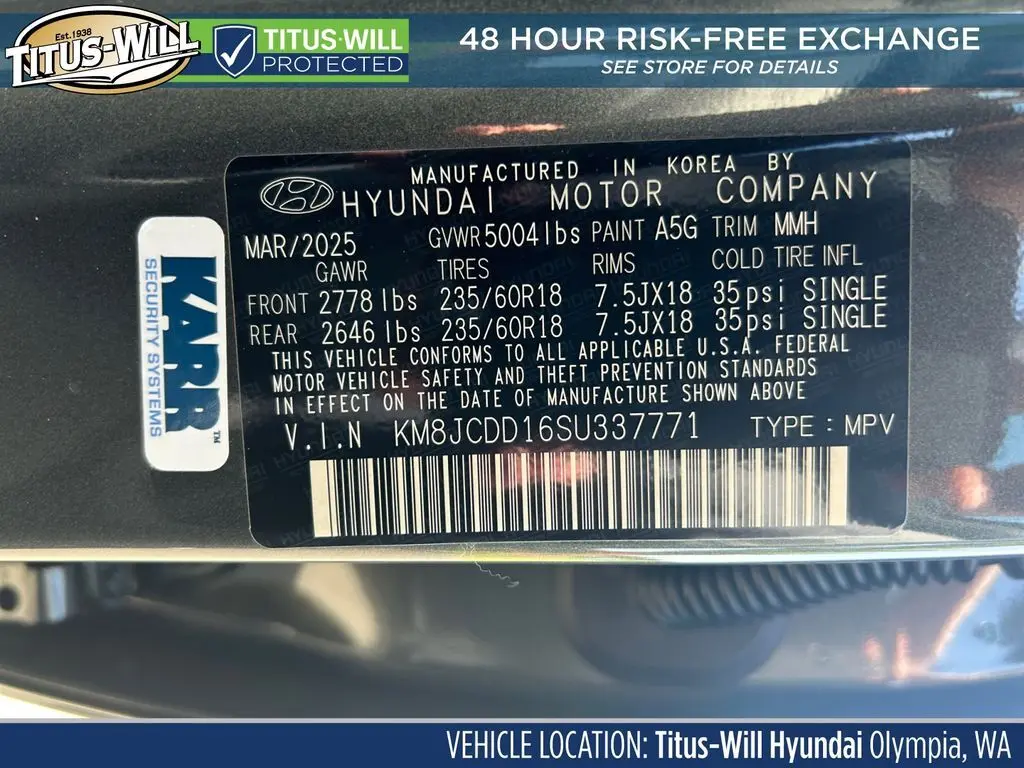 Est. 1938
TITUS-WILL
TITUS-WILL
PROTECTED
48 HOUR RISK-FREE EXCHANGE
SEE STORE FOR DETAILS
MANUFACTURED IN KOREA BY
HYUNDAI MOTOR COMPANY
MAR/2025 GVWR 5004 lbs PAINT A5G TRIM MMH
GAWR TIRES RIMS COLD TIRE INFL
FRONT 2778 lbs 235/60R18 7.5JX18 35psi SINGLE
REAR 2646 lbs 235/60R18 7.5JX18 35psi SINGLE
THIS VEHICLE CONFORMS TO ALL APPLICABLE U.S.A. FEDERAL
MOTOR VEHICLE SAFETY AND THEFT PREVENTION STANDARDS
IN EFFECT ON THE DATE OF MANUFACTURE SHOWN ABOVE
V.I.N KM8JCDD16SU337771 TYPE : MPV
KARR™
SECURITY SYSTEMS
VEHICLE LOCATION: Titus-Will Hyundai Olympia, WA